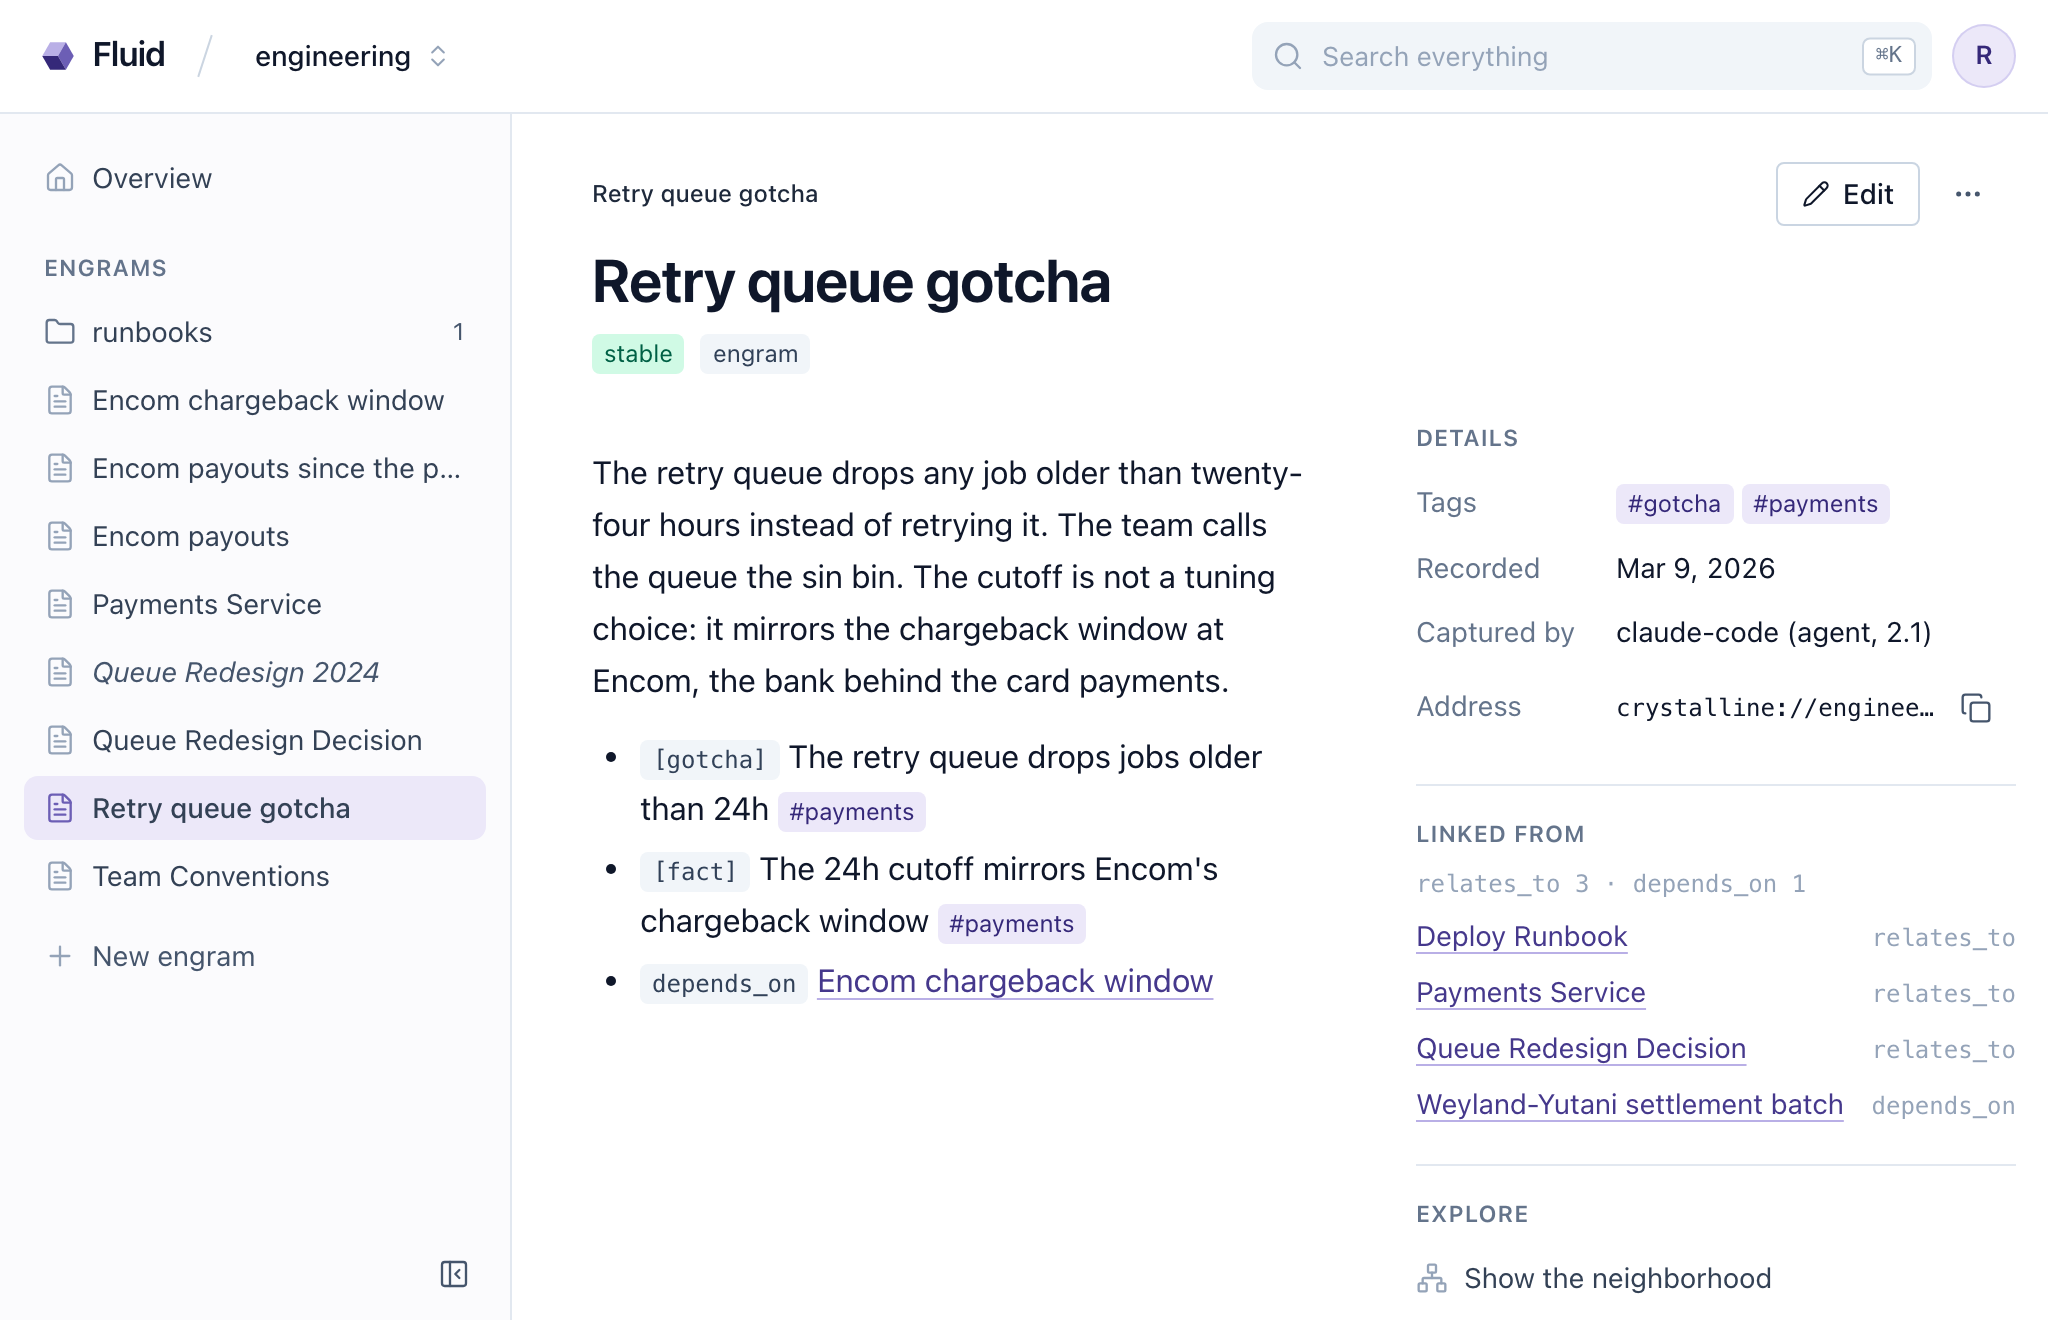 Fluid / engineering
Search everything ⌘K
R
Overview
ENGRAMS
runbooks 1
Encom chargeback window
Encom payouts since the p...
Encom payouts
Payments Service
Queue Redesign 2024
Queue Redesign Decision
Retry queue gotcha
Team Conventions
New engram
Retry queue gotcha
Edit
Retry queue gotcha
stable engram
The retry queue drops any job older than twenty-
four hours instead of retrying it. The team calls
the queue the sin bin. The cutoff is not a tuning
choice: it mirrors the chargeback window at
Encom, the bank behind the card payments.
• [gotcha] The retry queue drops jobs older
than 24h #payments
• [fact] The 24h cutoff mirrors Encom's
chargeback window #payments
• depends_on Encom chargeback window
DETAILS
Tags #gotcha #payments
Recorded Mar 9, 2026
Captured by claude-code (agent, 2.1)
Address crystalline://enginee…
LINKED FROM
relates_to 3 · depends_on 1
Deploy Runbook relates_to
Payments Service relates_to
Queue Redesign Decision relates_to
Weyland-Yutani settlement batch depends_on
EXPLORE
Show the neighborhood